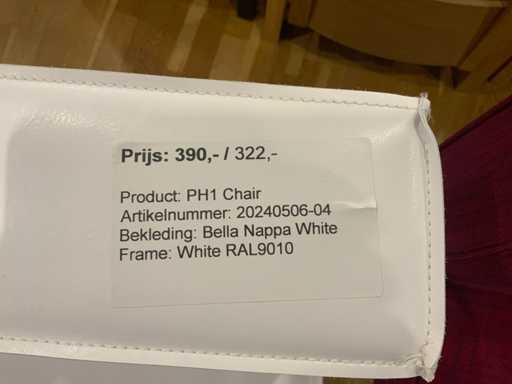 Prijs: 390,- / 322,-
Product: PH1 Chair
Artikelnummer: 20240506-04
Bekleding: Bella Nappa White
Frame: White RAL9010